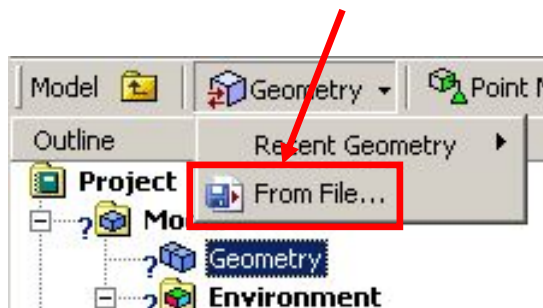 Model Geometry Point M
Outline Recent Geometry
Project From File...
Mo
Geometry
Environment